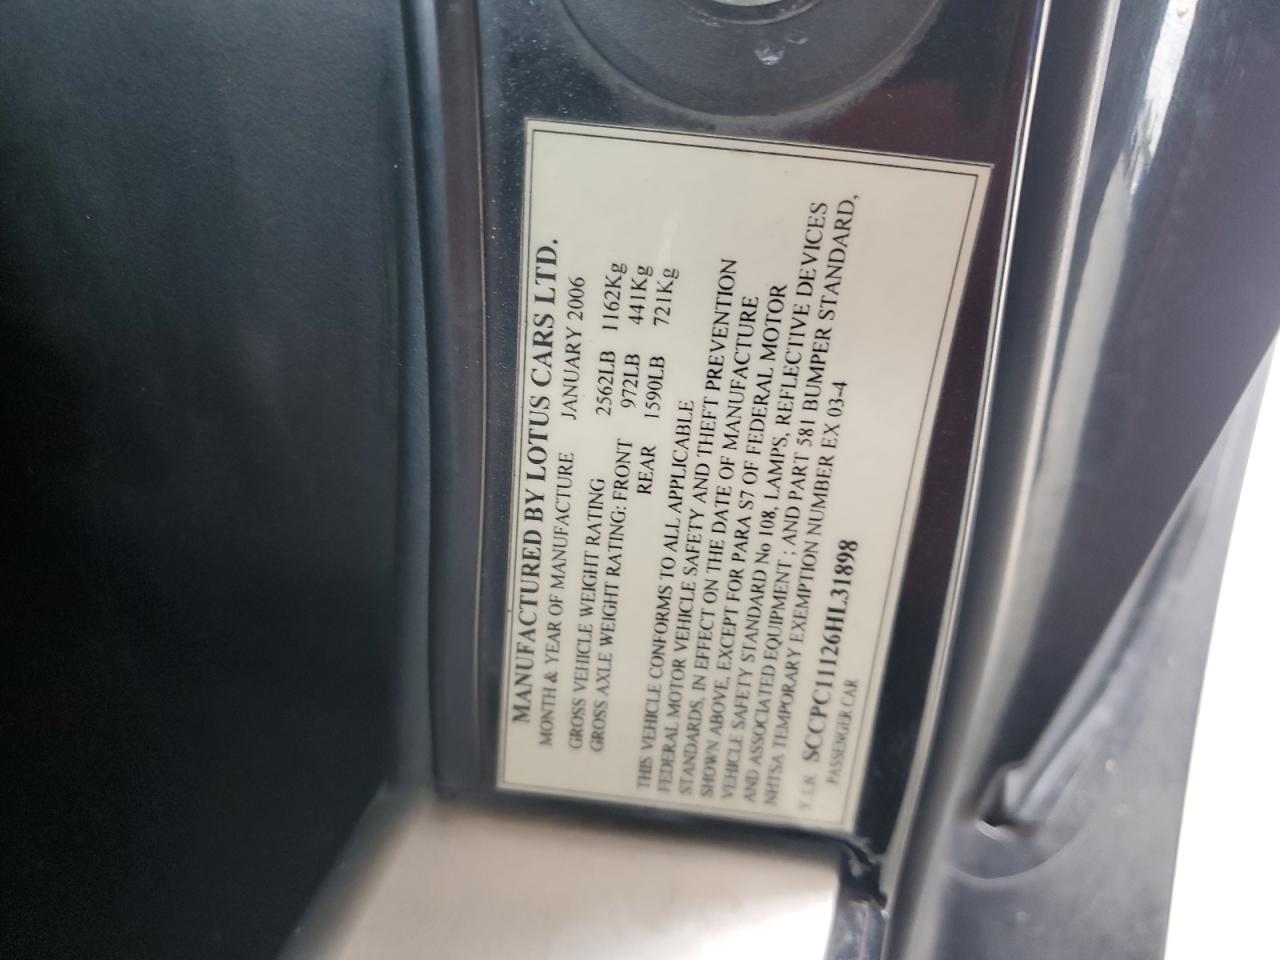 MANUFACTURED BY LOTUS CARS LTD.
MONTH & YEAR OF MANUFACTURE JANUARY 2006
GROSS VEHICLE WEIGHT RATING 2562LB 1162Kg
GROSS AXLE WEIGHT RATING: FRONT 972LB 441Kg
REAR 1590LB 721Kg
THIS VEHICLE CONFORMS TO ALL APPLICABLE
FEDERAL MOTOR VEHICLE SAFETY AND THEFT PREVENTION
STANDARDS, IN EFFECT ON THE DATE OF MANUFACTURE
SHOWN ABOVE, EXCEPT FOR PARA S7 OF FEDERAL MOTOR
VEHICLE SAFETY STANDARD No 108, LAMPS, REFLECTIVE DEVICES
AND ASSOCIATED EQUIPMENT ; AND PART 581 BUMPER STANDARD,
NHTSA TEMPORARY EXEMPTION NUMBER EX 03-4
SCCPC11126HL31898
PASSENGER CAR